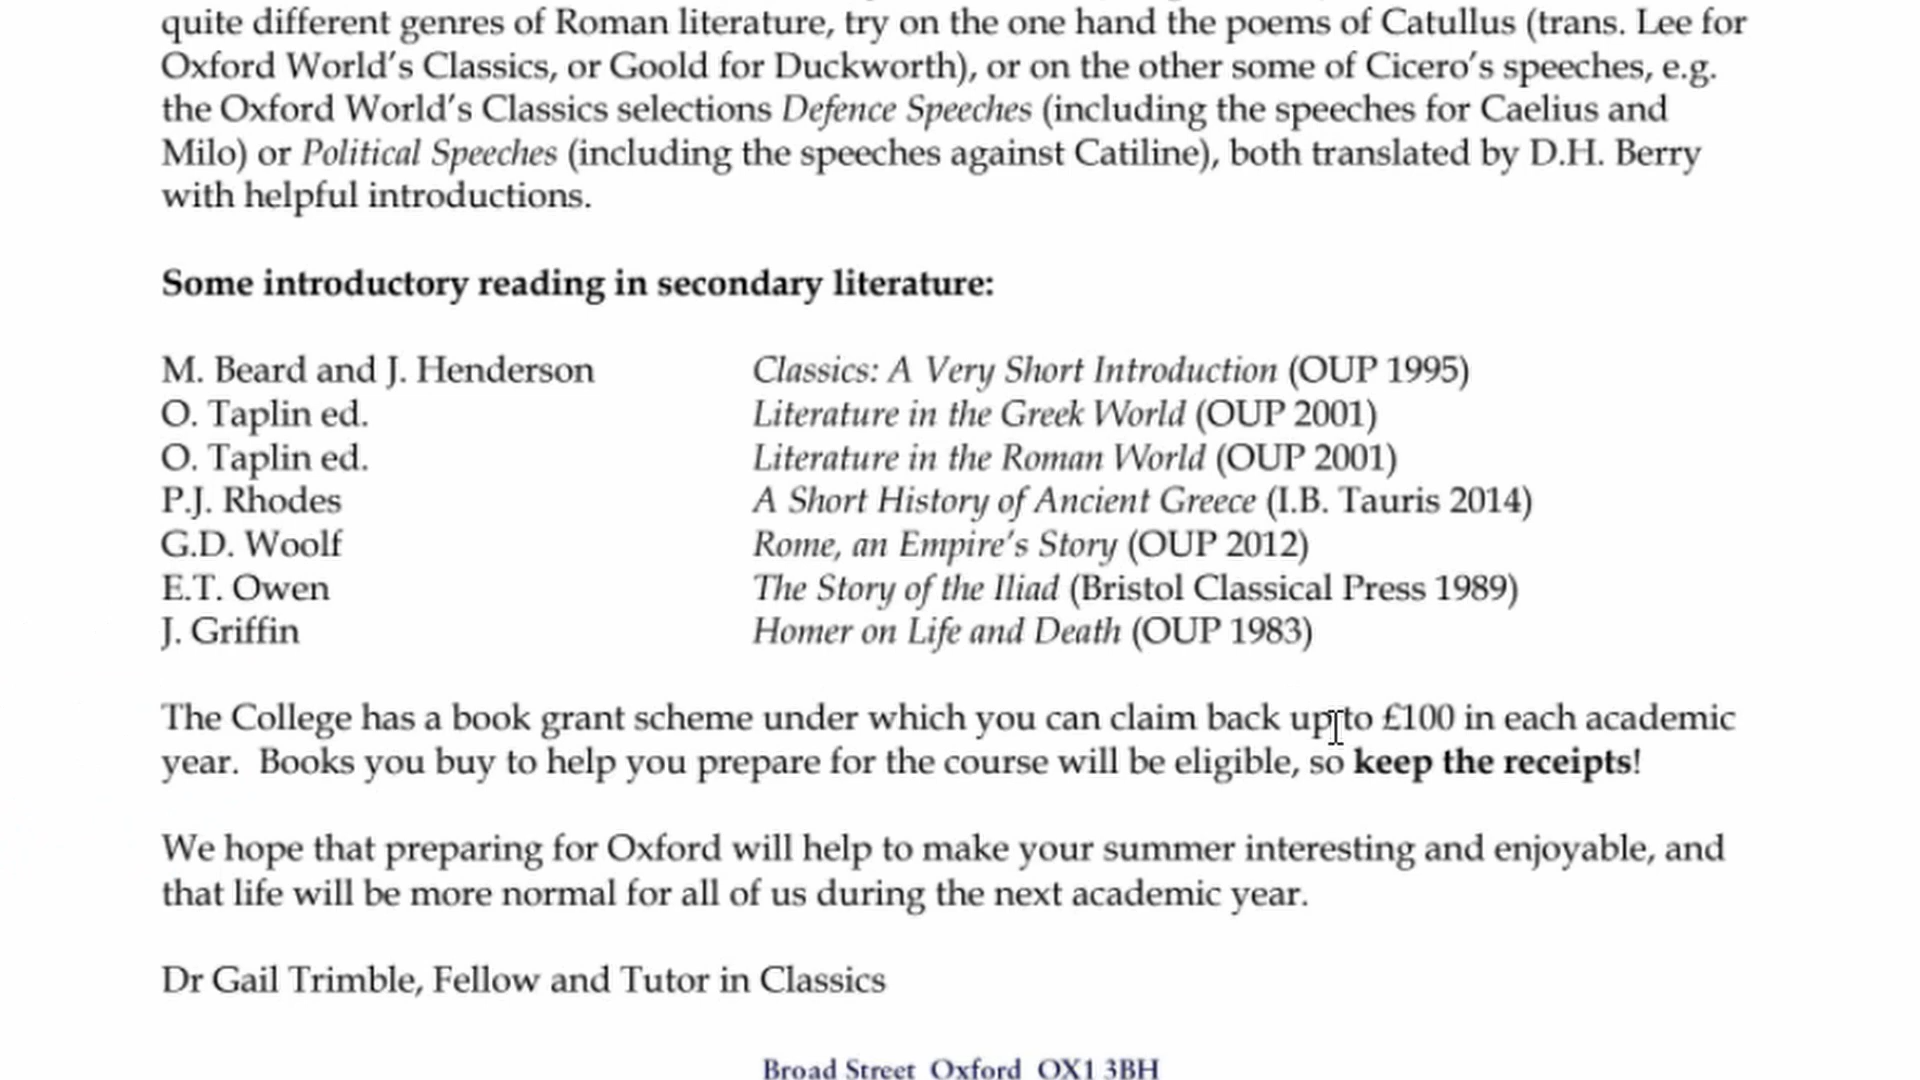 quite different genres of Roman literature, try on the one hand the poems of Catullus (trans. Lee for
Oxford World's Classics, or Goold for Duckworth), or on the other some of Cicero's speeches, e.g.
the Oxford World's Classics selections Defence Speeches (including the speeches for Caelius and
Milo) or Political Speeches (including the speeches against Catiline), both translated by D.H. Berry
with helpful introductions.
Some introductory reading in secondary literature:
M. Beard and J. Henderson Classics: A Very Short Introduction (OUP 1995)
O. Taplin ed. Literature in the Greek World (OUP 2001)
O. Taplin ed. Literature in the Roman World (OUP 2001)
P.J. Rhodes A Short History of Ancient Greece (I.B. Tauris 2014)
G.D. Woolf Rome, an Empire's Story (OUP 2012)
E.T. Owen The Story of the Iliad (Bristol Classical Press 1989)
J. Griffin Homer on Life and Death (OUP 1983)
The College has a book grant scheme under which you can claim back up to £100 in each academic
year. Books you buy to help you prepare for the course will be eligible, so keep the receipts!
We hope that preparing for Oxford will help to make your summer interesting and enjoyable, and
that life will be more normal for all of us during the next academic year.
Dr Gail Trimble, Fellow and Tutor in Classics
Broad Street Oxford OX1 3BH